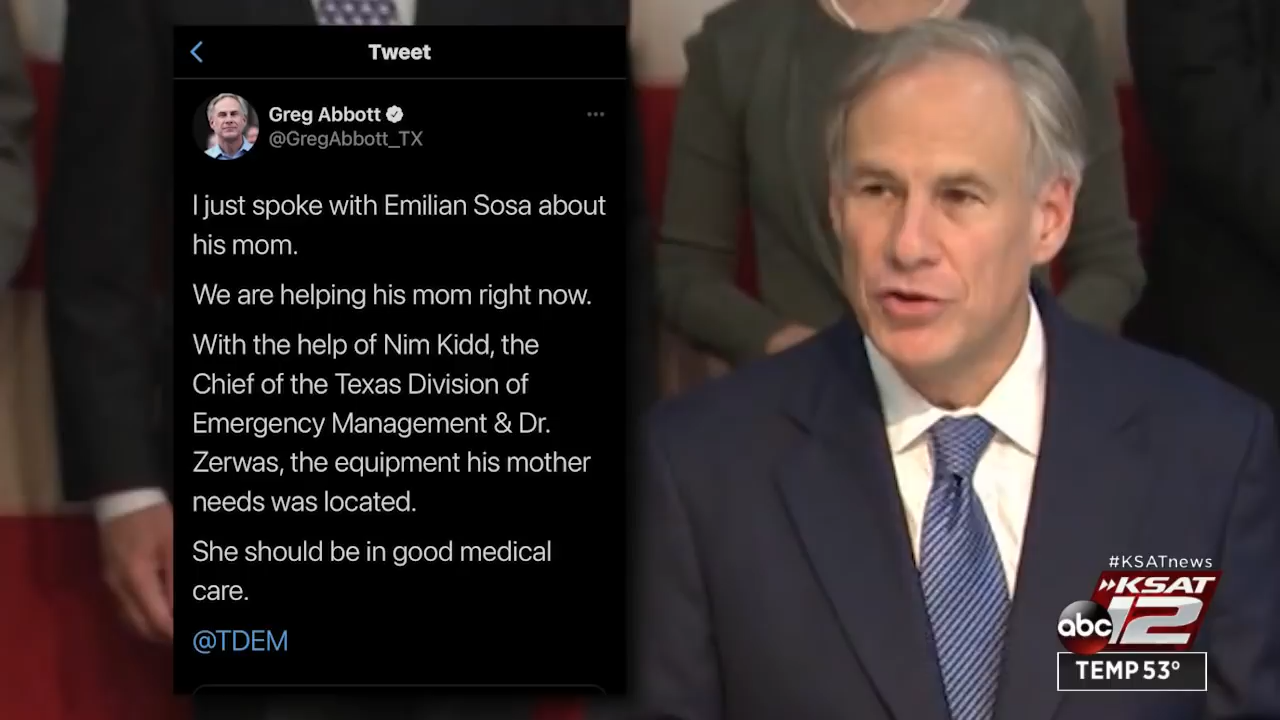 Tweet
Greg Abbott
@GregAbbott_TX
I just spoke with Emilian Sosa about
his mom.
We are helping his mom right now.
With the help of Nim Kidd, the
Chief of the Texas Division of
Emergency Management & Dr.
Zerwas, the equipment his mother
needs was located.
She should be in good medical
care.
@TDEM
#KSATnews
KSAT
abc 12
TEMP 53°